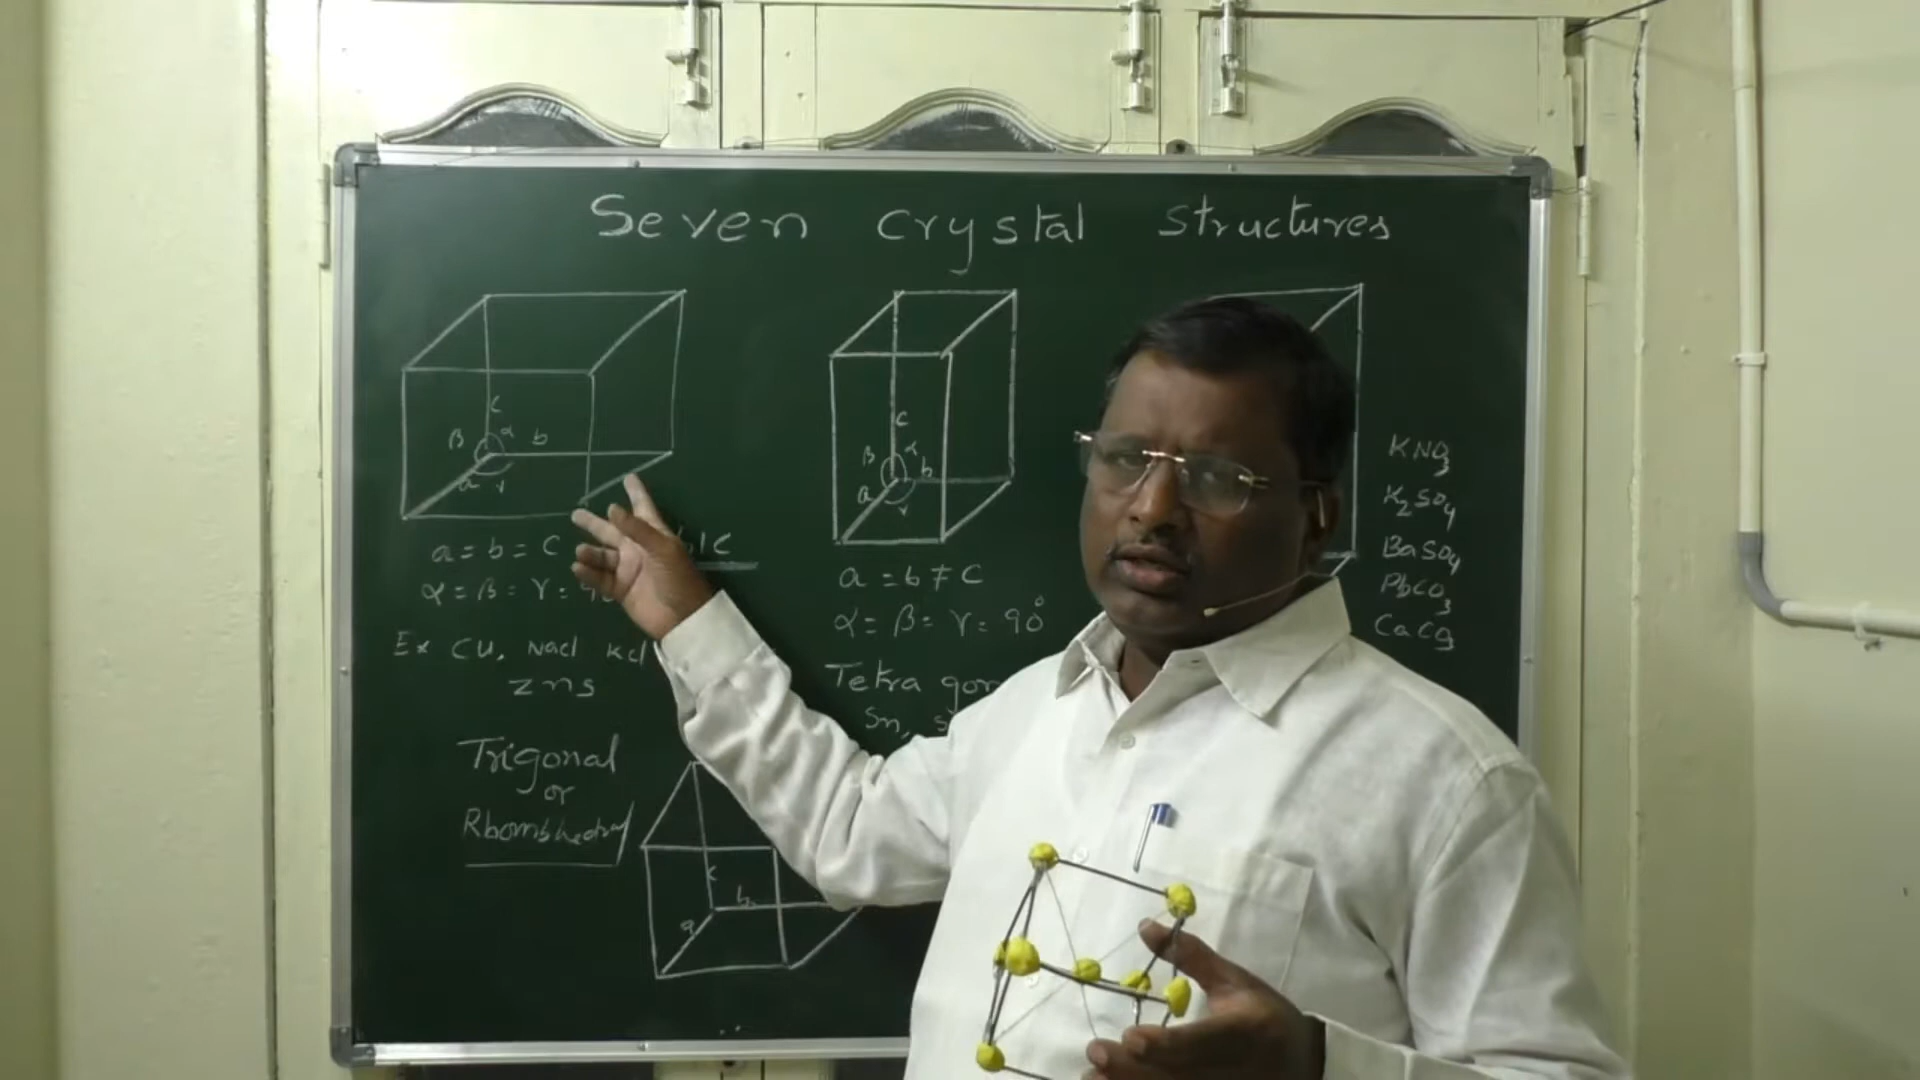 Seven Crystal Structures
c
β α b
a γ
a = b = c
α = β = γ =
Ex CU, Nacl Kcl
Zns
c
β α b
a γ
a = b ≠ c
α = β = γ = 90°
Tetra gon
Sn, s
KNO3
K2SO4
BaSO4
PbCO3
CaCO3
Trigonal
or
Rhombhedral
c
b
a